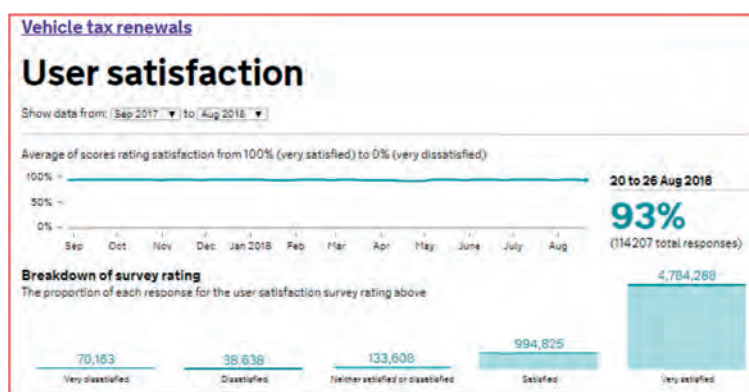 Vehicle tax renewals
User satisfaction
Show data from: Sep 2017 ▼ to Aug 2018 ▼
Average of scores rating satisfaction from 100% (very satisfied) to 0% (very dissatisfied)
100%
50%
0%
Sep Oct Nov Dec Jan 2018 Feb Mar Apr May June July Aug
20 to 26 Aug 2018
93%
(114207 total responses)
Breakdown of survey rating
The proportion of each response for the user satisfaction survey rating above
70,163 38,638 133,608 994,825 4,784,288
Very dissatisfied Dissatisfied Neither satisfied or dissatisfied Satisfied Very satisfied